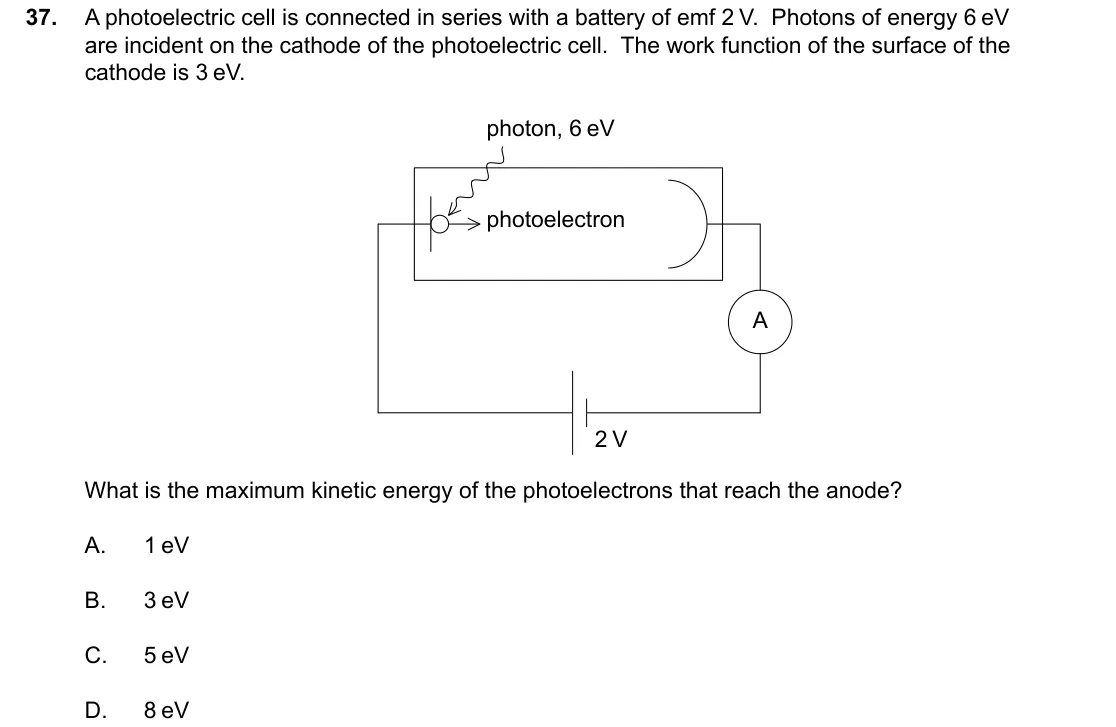 37. A photoelectric cell is connected in series with a battery of emf 2 V. Photons of energy 6 eV
are incident on the cathode of the photoelectric cell. The work function of the surface of the
cathode is 3 eV.
photon, 6 eV
photoelectron
A
2 V
What is the maximum kinetic energy of the photoelectrons that reach the anode?
A. 1 eV
B. 3 eV
C. 5 eV
D. 8 eV